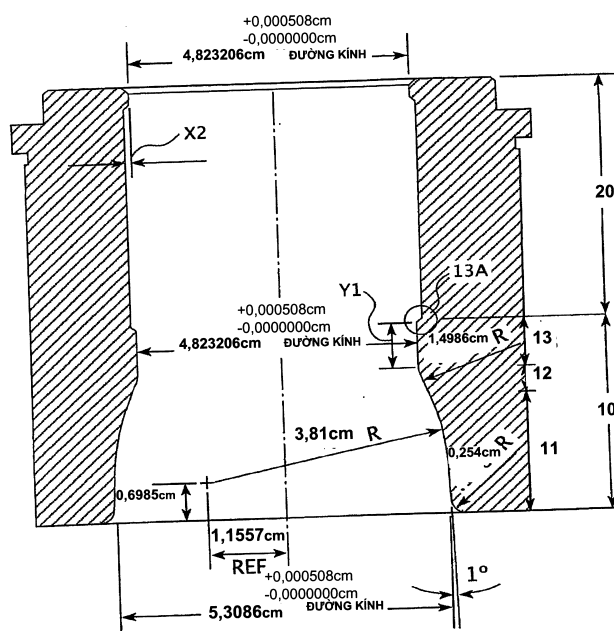 +0,000508cm
-0,0000000cm
4,823206cm ĐƯỜNG KÍNH
X2
20
13A
Y1
+0,000508cm
-0,0000000cm
4,823206cm ĐƯỜNG KÍNH
1,4986cm R
13
12
10
3,81cm R
11
0,254cm R
0,6985cm
1,1557cm
REF
1º
+0,000508cm
-0,0000000cm
5,3086cm ĐƯỜNG KÍNH